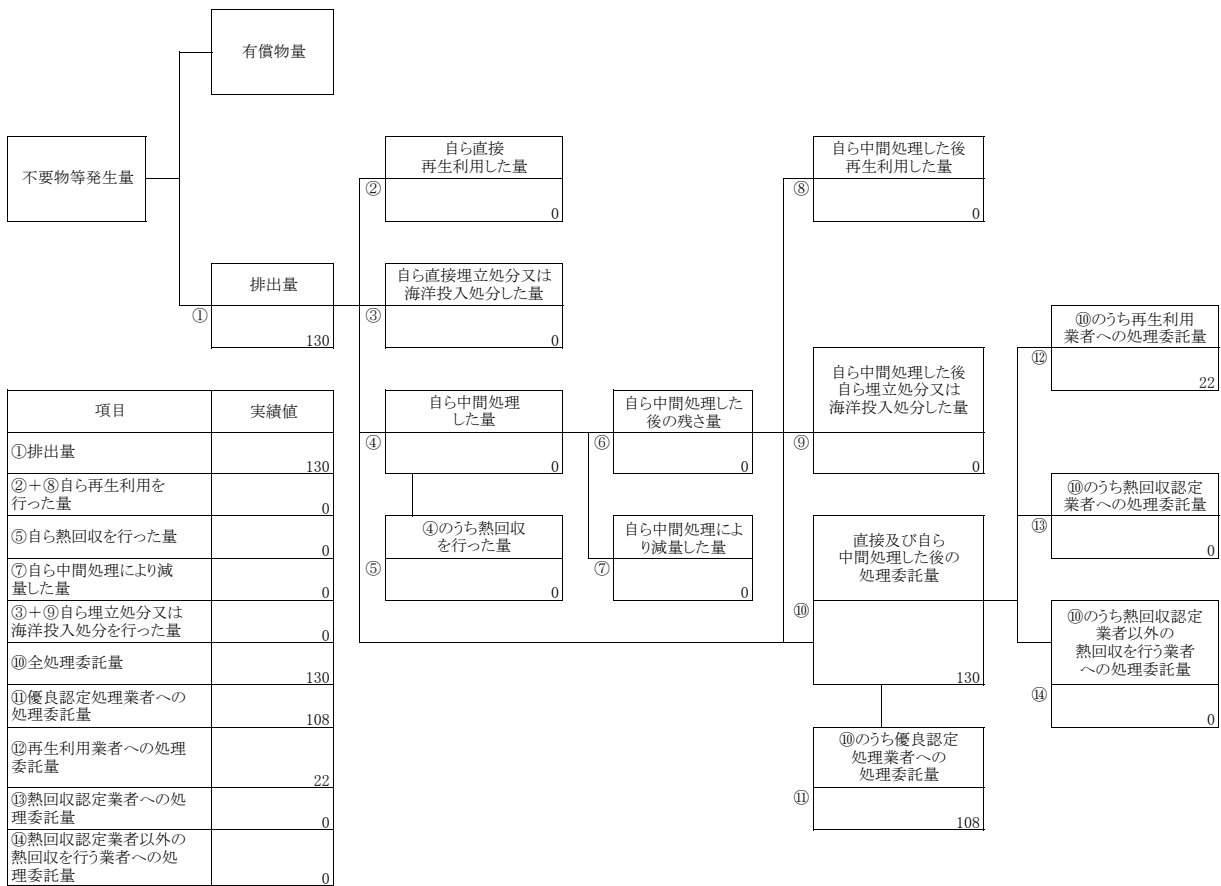 有償物量
不要物等発生量
自ら直接
再生利用した量
②
0
自ら中間処理した後
再生利用した量
⑧
0
排出量
①
130
自ら直接埋立処分又は
海洋投入処分した量
③
0
⑩のうち再生利用
業者への処理委託量
⑫
22
自ら中間処理
した量
④
0
自ら中間処理した
後の残さ量
⑥
0
自ら中間処理した後
自ら埋立処分又は
海洋投入処分した量
⑨
0
⑩のうち熱回収認定
業者への処理委託量
⑬
0
④のうち熱回収
を行った量
⑤
0
自ら中間処理によ
り減量した量
⑦
0
直接及び自ら
中間処理した後の
処理委託量
⑩
130
⑩のうち熱回収認定
業者以外の
熱回収を行う業者
への処理委託量
⑭
0
⑩のうち優良認定
処理業者への
処理委託量
⑪
108
項目 実績値
①排出量
130
②+⑧自ら再生利用を
行った量
0
⑤自ら熱回収を行った量
0
⑦自ら中間処理により減
量した量
0
③+⑨自ら埋立処分又は
海洋投入処分を行った量
0
⑩全処理委託量
130
⑪優良認定処理業者への
処理委託量
108
⑫再生利用業者への処理
委託量
22
⑬熱回収認定業者への処
理委託量
0
⑭熱回収認定業者以外の
熱回収を行う業者への処
理委託量
0